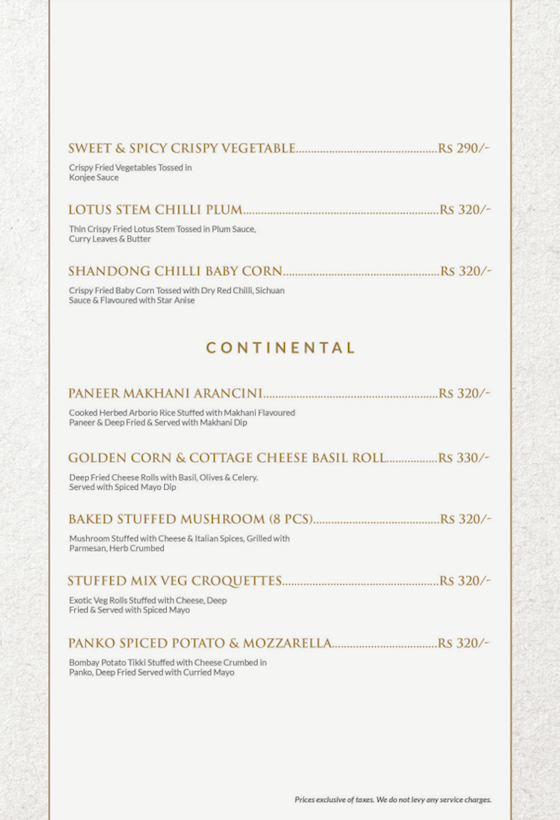 SWEET & SPICY CRISPY VEGETABLE......................................................Rs 290/-
Crispy Fried Vegetables Tossed in
Konjee Sauce
LOTUS STEM CHILLI PLUM......................................................Rs 320/-
Thin Crispy Fried Lotus Stem Tossed in Plum Sauce,
Curry Leaves & Butter
SHANDONG CHILLI BABY CORN......................................................Rs 320/-
Crispy Fried Baby Corn Tossed with Dry Red Chilli, Sichuan
Sauce & Flavoured with Star Anise
CONTINENTAL
PANEER MAKHANI ARANCINI......................................................Rs 320/-
Cooked Herbed Arborio Rice Stuffed with Makhani Flavoured
Paneer & Deep Fried & Served with Makhani Dip
GOLDEN CORN & COTTAGE CHEESE BASIL ROLL..................Rs 330/-
Deep Fried Cheese Rolls with Basil, Olives & Celery.
Served with Spiced Mayo Dip
BAKED STUFFED MUSHROOM (8 PCS)..........................................Rs 320/-
Mushroom Stuffed with Cheese & Italian Spices, Grilled with
Parmesan, Herb Crumbed
STUFFED MIX VEG CROQUETTES......................................................Rs 320/-
Exotic Veg Rolls Stuffed with Cheese, Deep
Fried & Served with Spiced Mayo
PANKO SPICED POTATO & MOZZARELLA....................................Rs 320/-
Bombay Potato Tikki Stuffed with Cheese Crumbed in
Panko, Deep Fried Served with Curried Mayo
Prices exclusive of taxes. We do not levy any service charges.